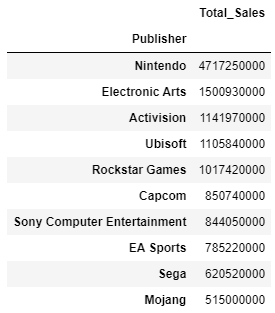 Total_Sales
Publisher
Nintendo 4717250000
Electronic Arts 1500930000
Activision 1141970000
Ubisoft 1105840000
Rockstar Games 1017420000
Capcom 850740000
Sony Computer Entertainment 844050000
EA Sports 785220000
Sega 620520000
Mojang 515000000